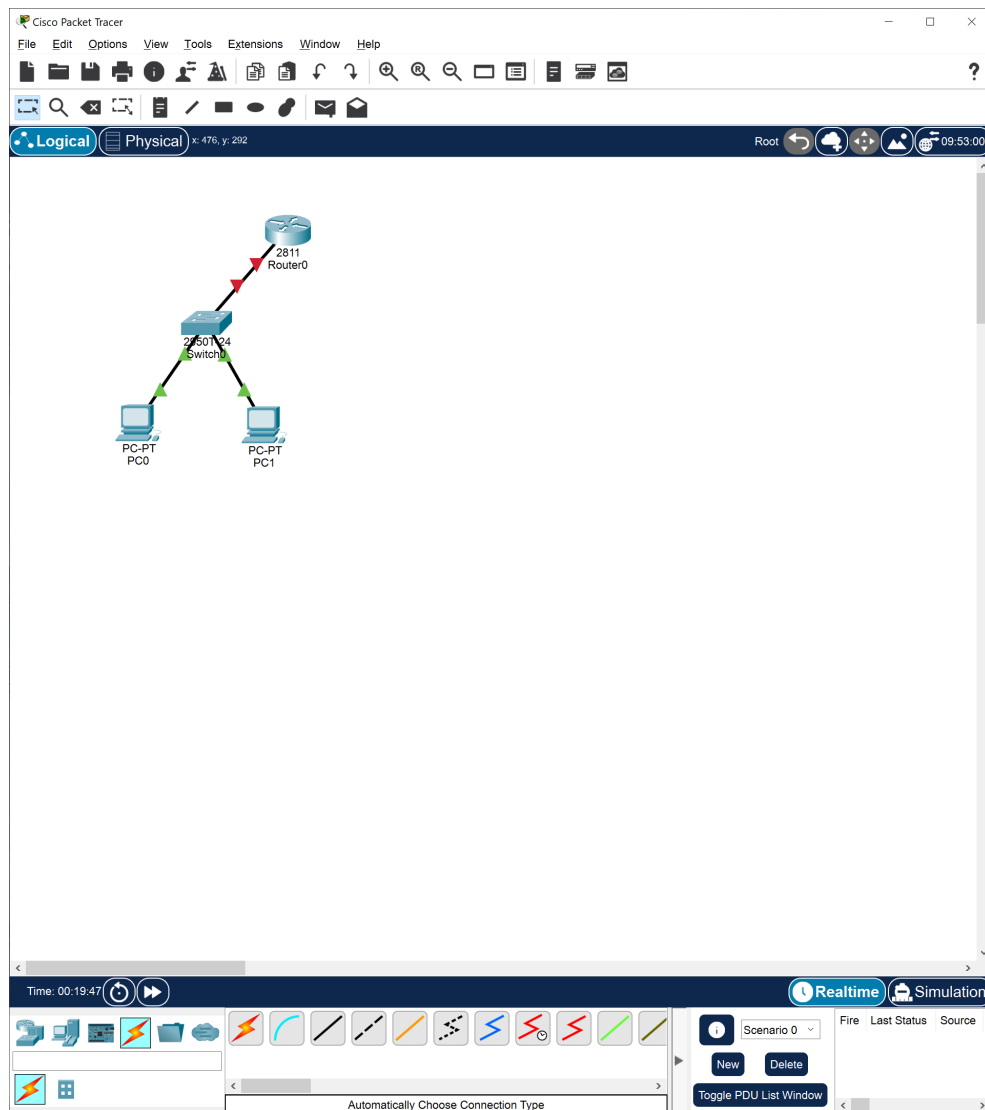 Cisco Packet Tracer
File Edit Options View Tools Extensions Window Help
R
?
Logical Physical x: 476, y: 292 Root 09:53:00
2811
Router0
2950T-24
Switch0
PC-PT
PC0
PC-PT
PC1
Time: 00:19:47 Realtime Simulation
Scenario 0
Fire Last Status Source
New Delete
Toggle PDU List Window
Automatically Choose Connection Type